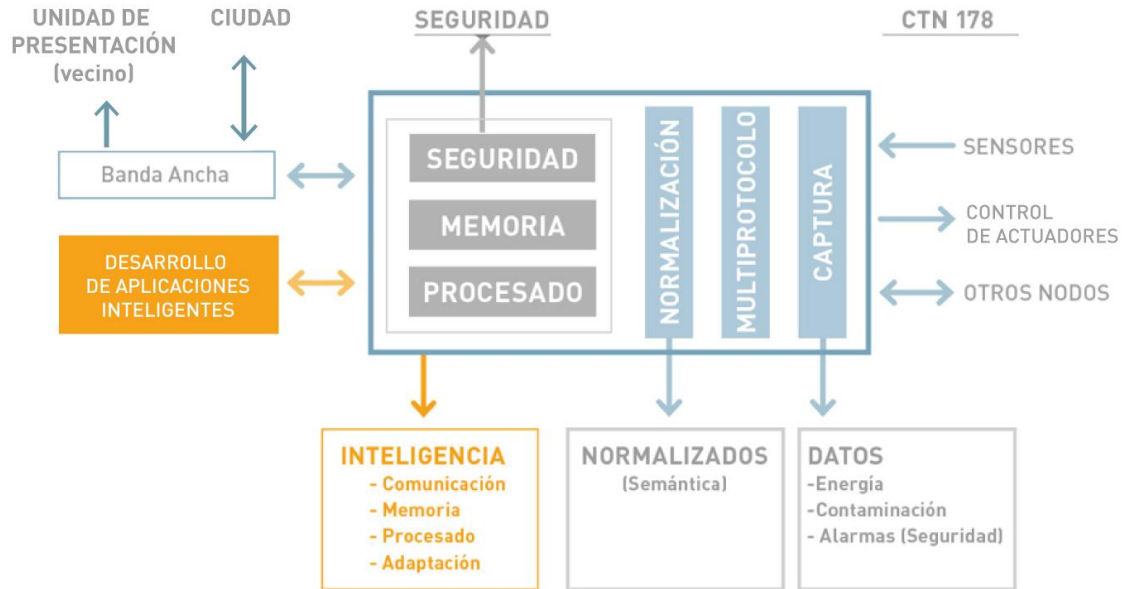 UNIDAD DE
PRESENTACIÓN
(vecino)
CIUDAD
SEGURIDAD
CTN 178
Banda Ancha
DESARROLLO
DE APLICACIONES
INTELIGENTES
SEGURIDAD
MEMORIA
PROCESADO
NORMALIZACIÓN
MULTIPROTOCOLO
CAPTURA
SENSORES
CONTROL
DE ACTUADORES
OTROS NODOS
INTELIGENCIA
- Comunicación
- Memoria
- Procesado
- Adaptación
NORMALIZADOS
(Semántica)
DATOS
-Energía
-Contaminación
- Alarmas (Seguridad)